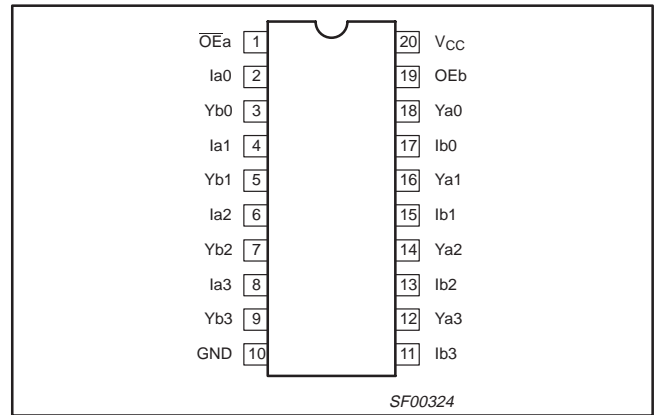 O̅E̅a 1 20 VCC
Ia0 2 19 OEb
Yb0 3 18 Ya0
Ia1 4 17 Ib0
Yb1 5 16 Ya1
Ia2 6 15 Ib1
Yb2 7 14 Ya2
Ia3 8 13 Ib2
Yb3 9 12 Ya3
GND 10 11 Ib3
SF00324